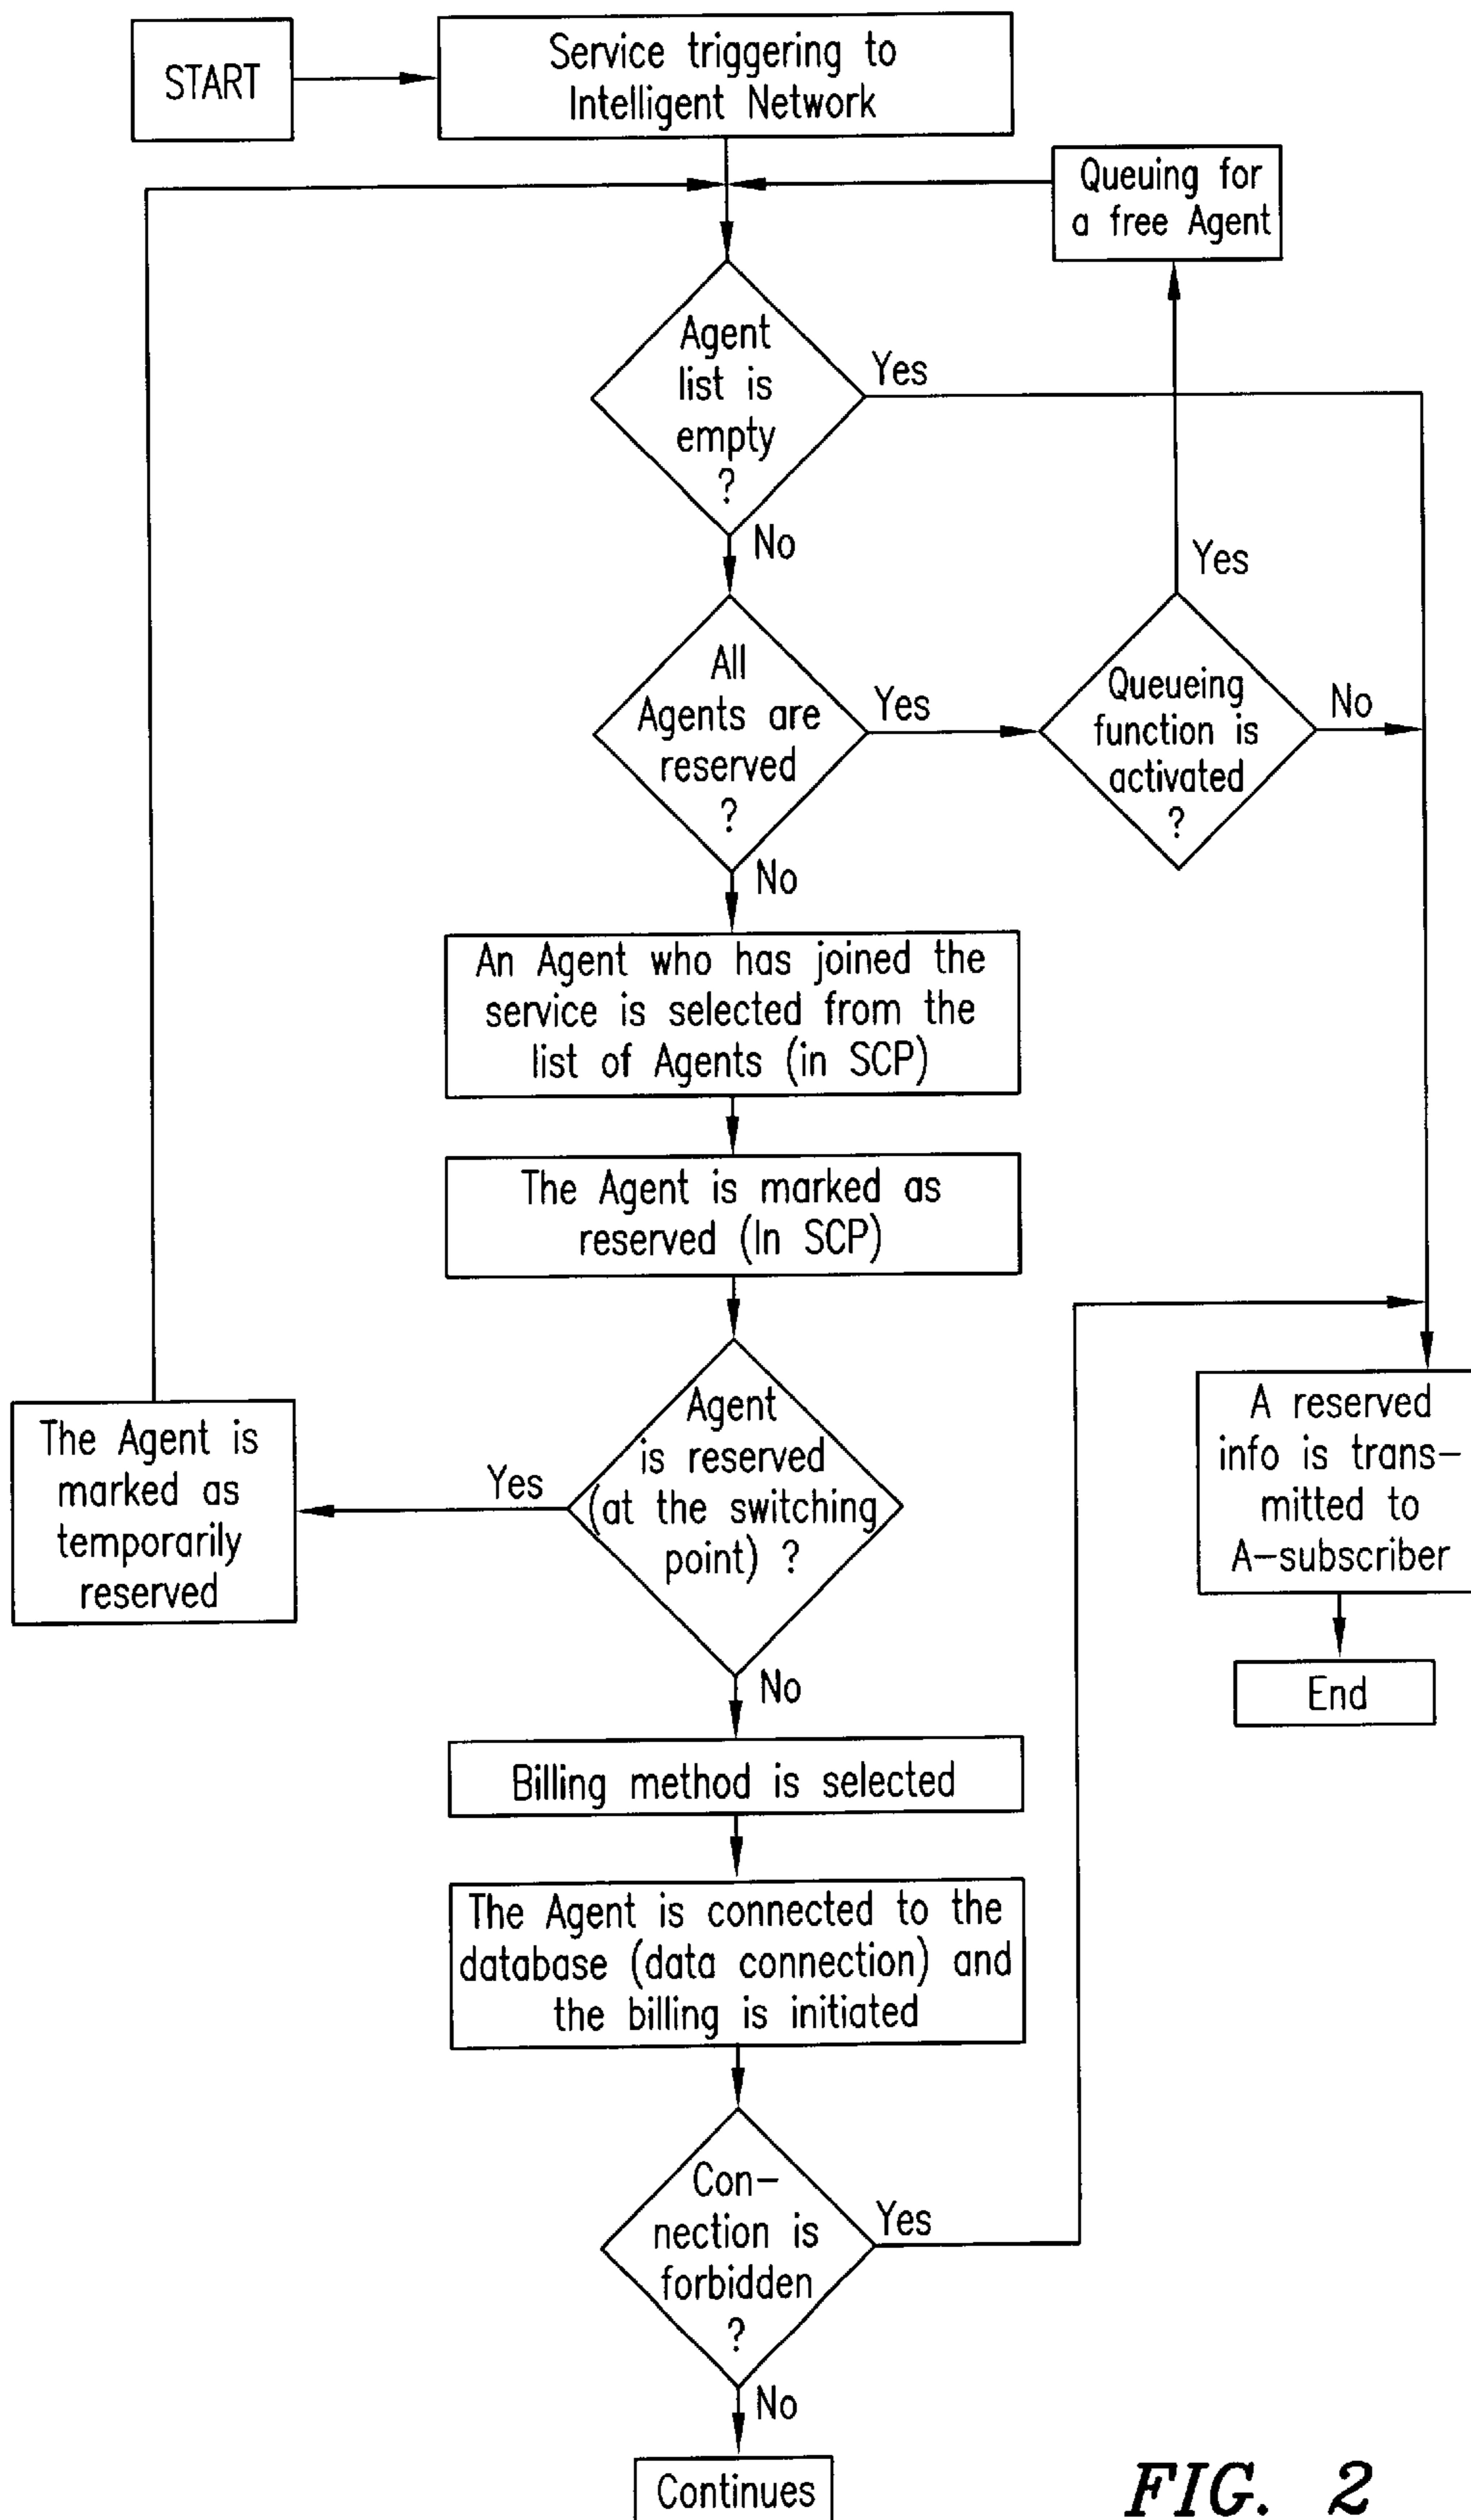 START
Service triggering to
Intelligent Network
Queuing for
a free Agent
Agent
list is
empty
?
Yes
No
Yes
All
Agents are
reserved
?
Yes
Queueing
function is
activated
?
No
No
An Agent who has joined the
service is selected from the
list of Agents (in SCP)
The Agent is marked as
reserved (In SCP)
Agent
is reserved
(at the switching
point) ?
Yes
The Agent is
marked as
temporarily
reserved
A reserved
info is trans-
mitted to
A-subscriber
End
No
Billing method is selected
The Agent is connected to the
database (data connection) and
the billing is initiated
Con-
nection is
forbidden
?
Yes
No
Continues
FIG. 2